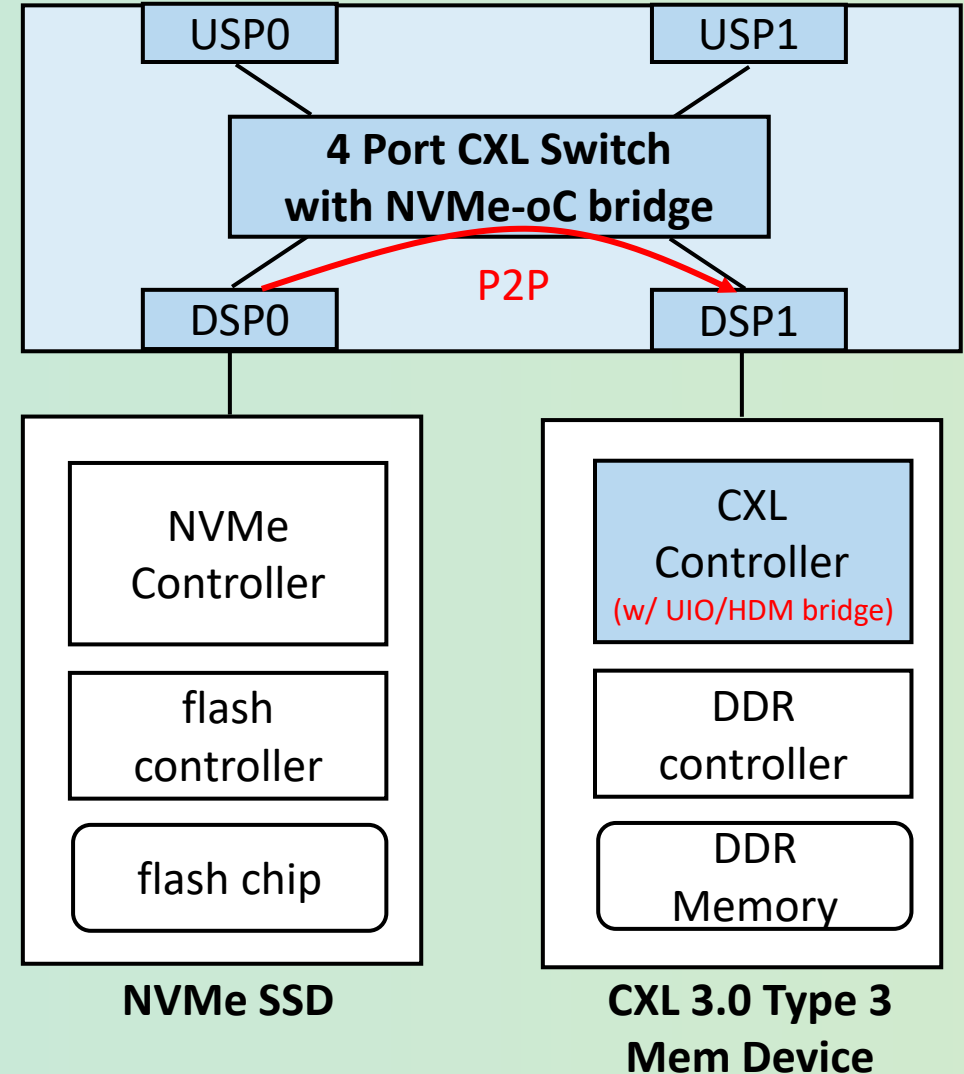 USP0
USP1
4 Port CXL Switch
with NVMe-oC bridge
P2P
DSP0
DSP1
NVMe
Controller
flash
controller
flash chip
NVMe SSD
CXL
Controller
(w/ UIO/HDM bridge)
DDR
controller
DDR
Memory
CXL 3.0 Type 3
Mem Device